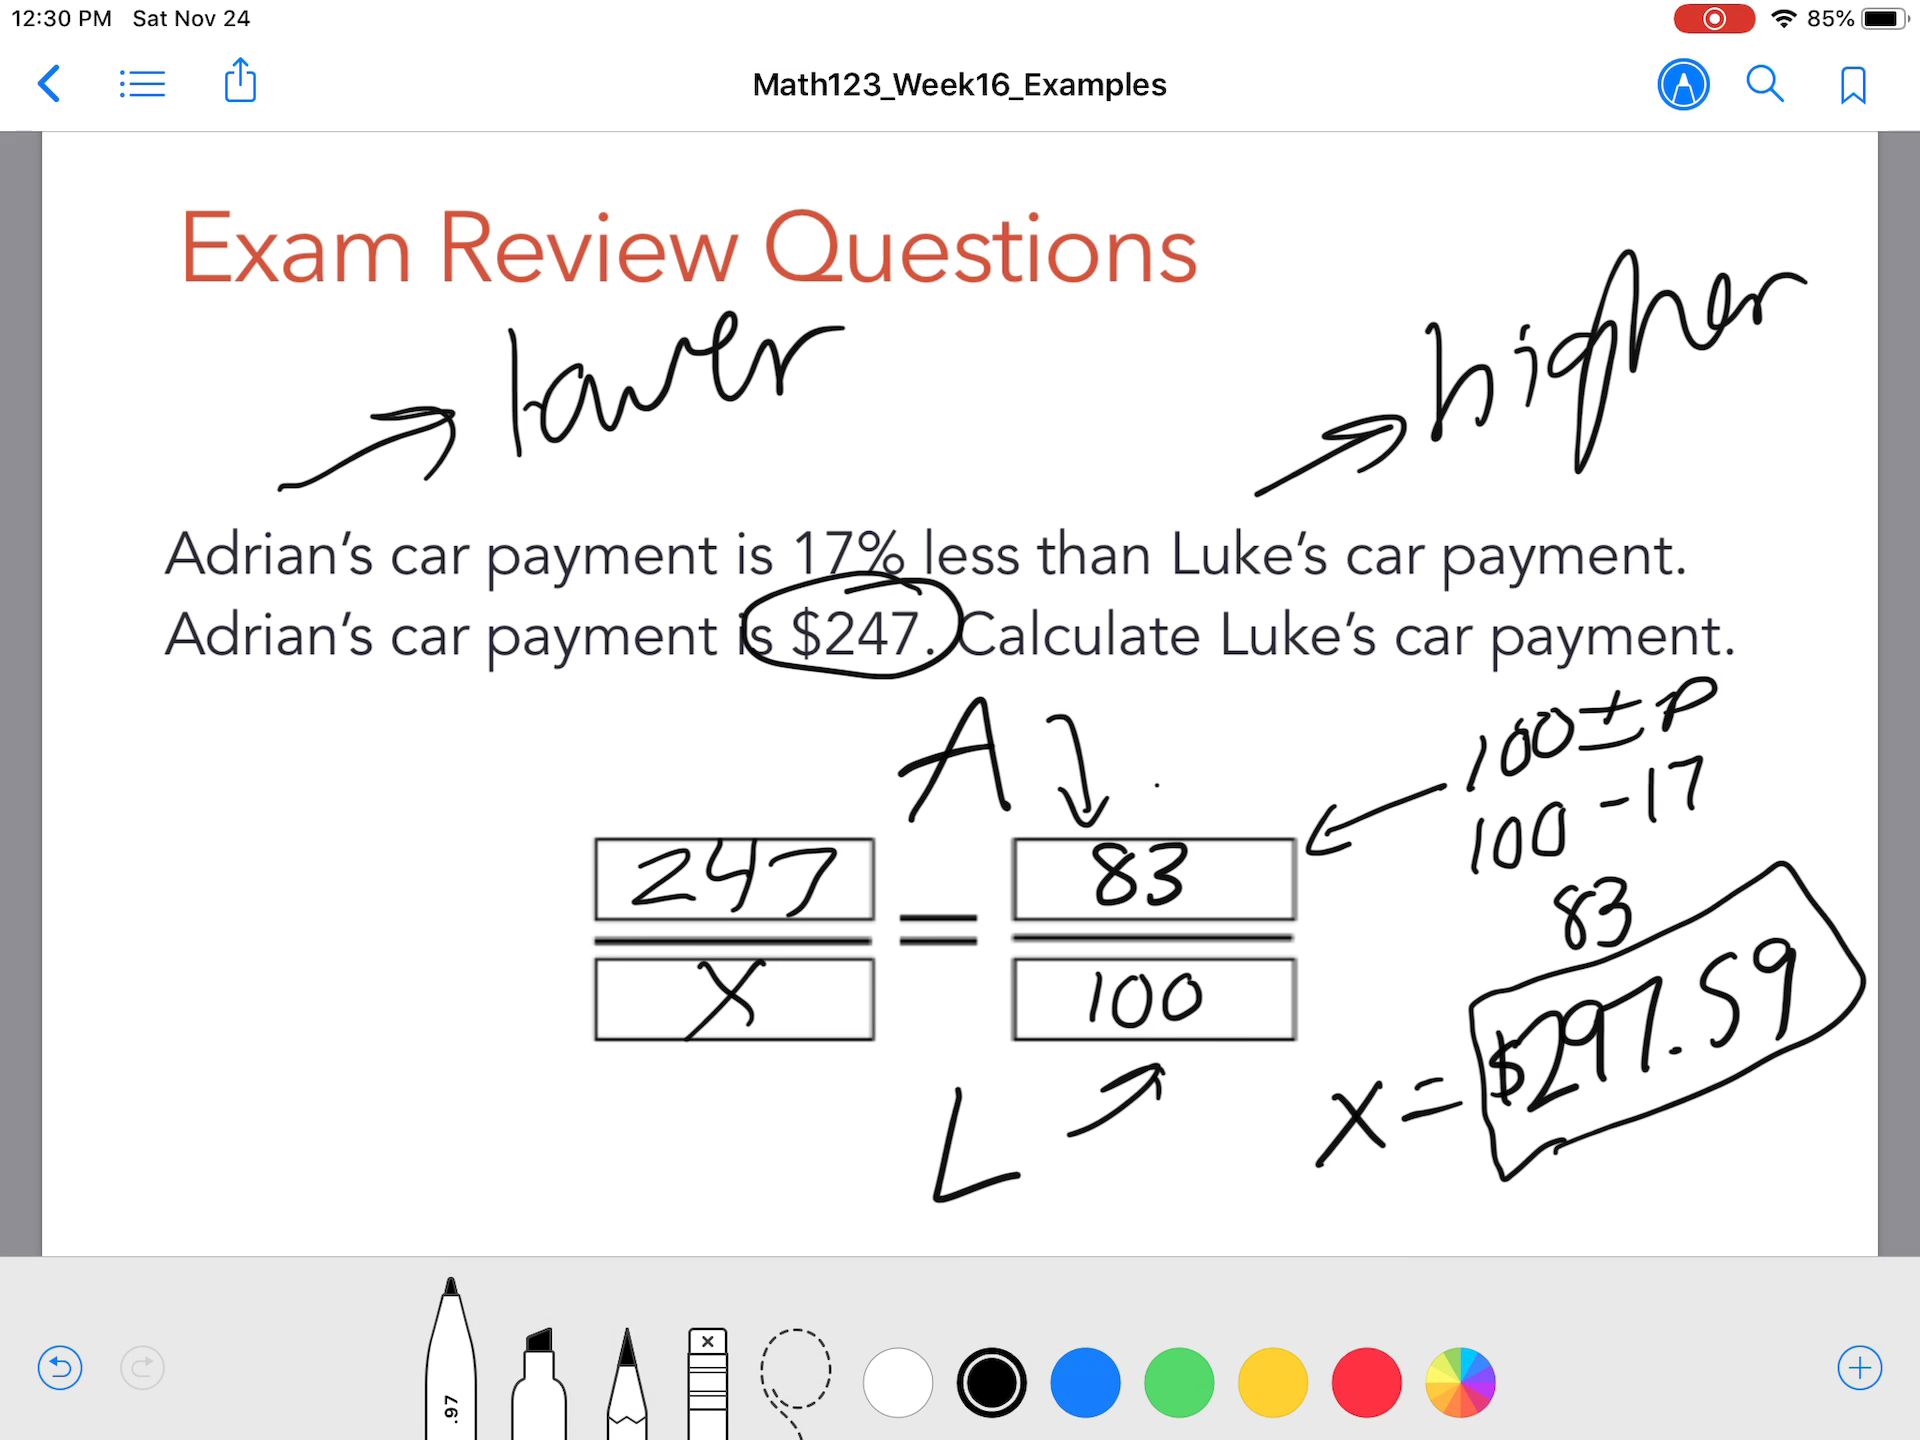 12:30 PM Sat Nov 24
85%
Math123_Week16_Examples
Exam Review Questions
lower
higher
Adrian’s car payment is 17% less than Luke’s car payment.
Adrian’s car payment is $247. Calculate Luke’s car payment.
A
100 ± P
100 - 17
83
247 = 83
X 100
L
x = $297.59
.97